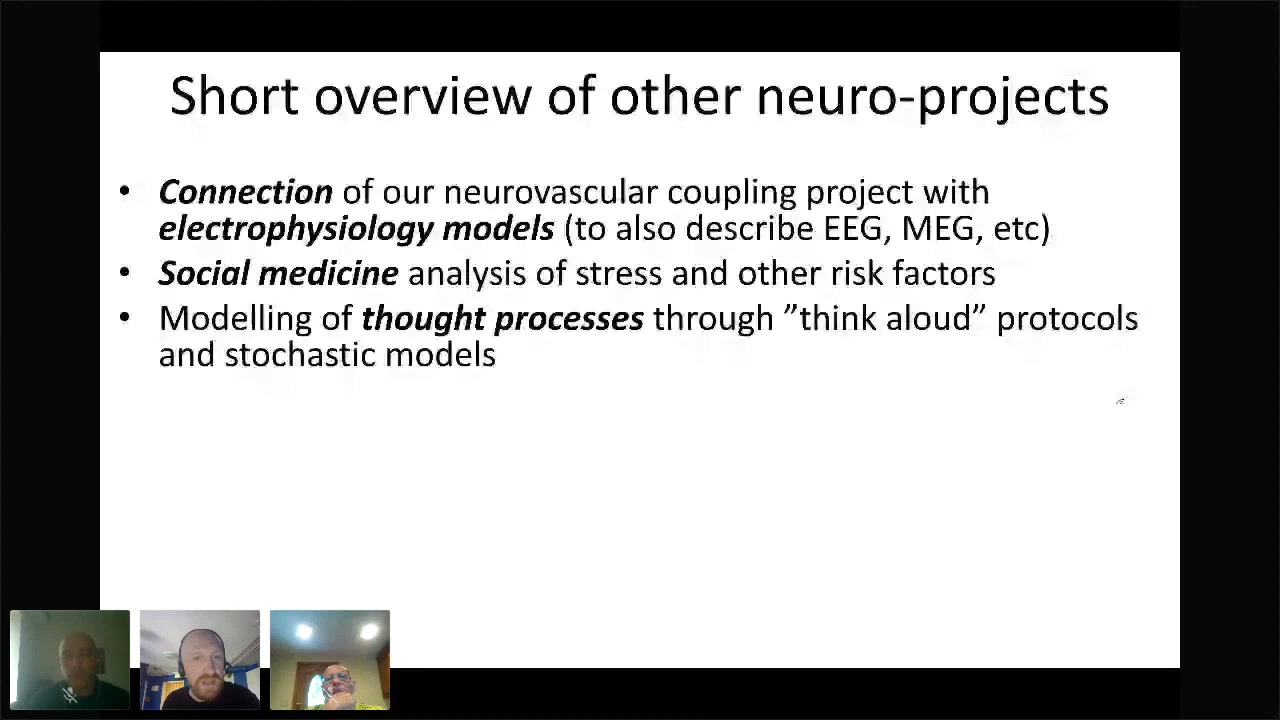 Short overview of other neuro-projects
• Connection of our neurovascular coupling project with
electrophysiology models (to also describe EEG, MEG, etc)
• Social medicine analysis of stress and other risk factors
• Modelling of thought processes through ”think aloud” protocols
and stochastic models